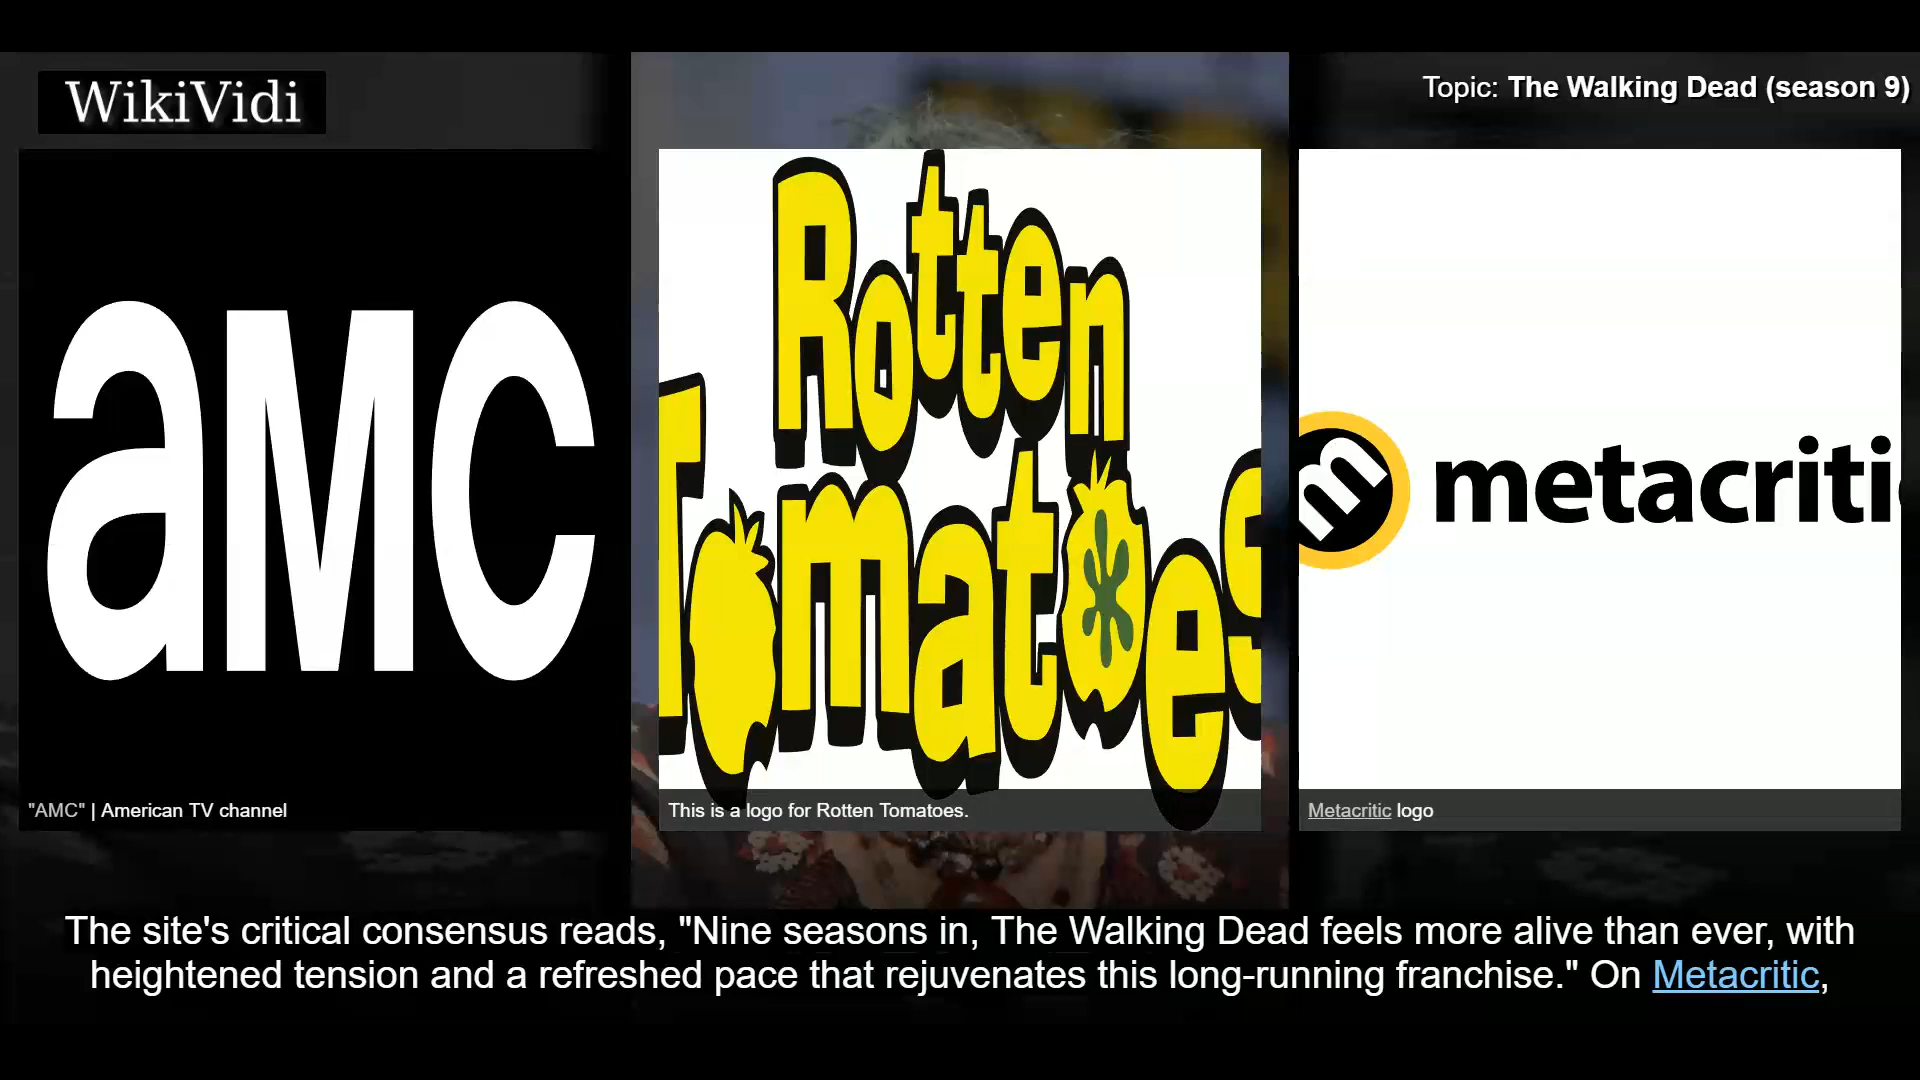 WikiVidi
Topic: The Walking Dead (season 9)
aMC
Rotten
Tomatoes
m metacriti
"AMC" | American TV channel
This is a logo for Rotten Tomatoes.
Metacritic logo
The site's critical consensus reads, "Nine seasons in, The Walking Dead feels more alive than ever, with
heightened tension and a refreshed pace that rejuvenates this long-running franchise." On Metacritic,